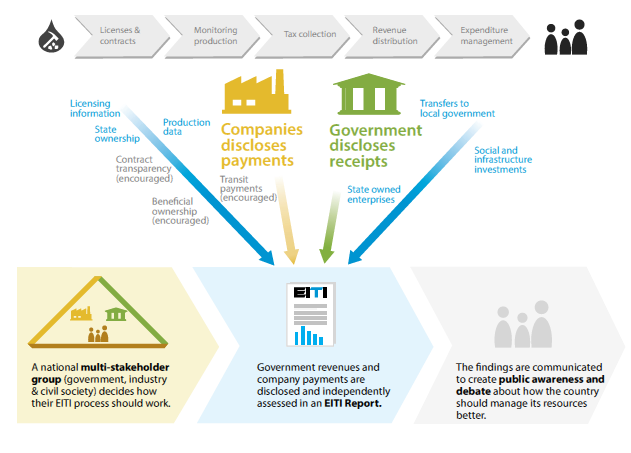 Licenses &
contracts
Monitoring
production
Tax collection
Revenue
distribution
Expenditure
management
Licensing
information
State
ownership
Production
data
Contract
transparency
(encouraged)
Beneficial
ownership
(encouraged)
Companies
discloses
payments
Transit
payments
(encouraged)
Government
discloses
receipts
State owned
enterprises
Transfers to
local government
Social and
infrastructure
investments
A national multi-stakeholder
group (government, industry
& civil society) decides how
their EITI process should work.
EITI
Government revenues and
company payments are
disclosed and independently
assessed in an EITI Report.
The findings are communicated
to create public awareness and
debate about how the country
should manage its resources
better.